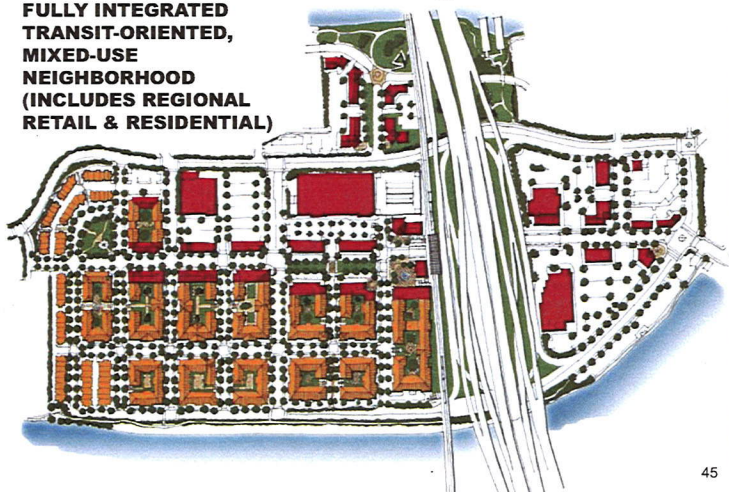 FULLY INTEGRATED
TRANSIT-ORIENTED,
MIXED-USE
NEIGHBORHOOD
(INCLUDES REGIONAL
RETAIL & RESIDENTIAL)
45